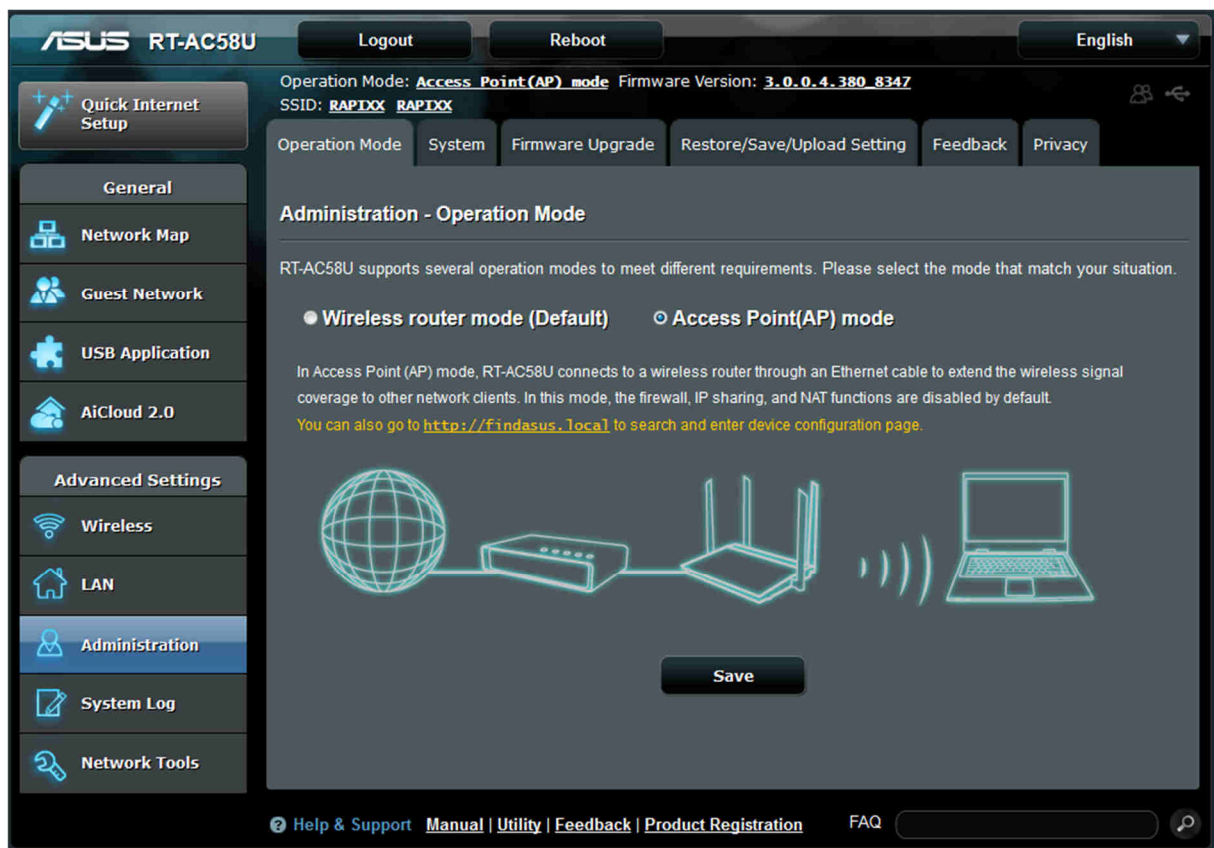 ASUS RT-AC58U
Logout
Reboot
English
Quick Internet
Setup
Operation Mode: Access Point(AP) mode Firmware Version: 3.0.0.4.380_8347
SSID: RAPIXX RAPIXX
Operation Mode
System
Firmware Upgrade
Restore/Save/Upload Setting
Feedback
Privacy
General
Network Map
Guest Network
USB Application
AiCloud 2.0
Advanced Settings
Wireless
LAN
Administration
System Log
Network Tools
Administration - Operation Mode
RT-AC58U supports several operation modes to meet different requirements. Please select the mode that match your situation.
Wireless router mode (Default)
Access Point(AP) mode
In Access Point (AP) mode, RT-AC58U connects to a wireless router through an Ethernet cable to extend the wireless signal
coverage to other network clients. In this mode, the firewall, IP sharing, and NAT functions are disabled by default.
You can also go to http://findasus.local to search and enter device configuration page.
Save
Help & Support Manual | Utility | Feedback | Product Registration
FAQ